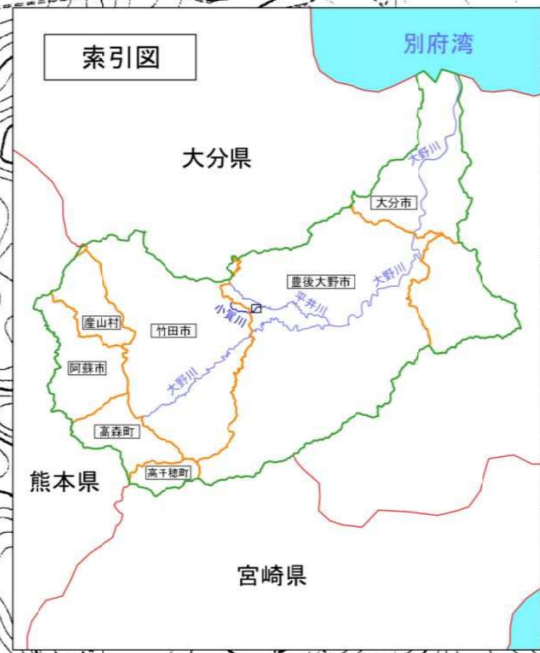 索引図
別府湾
大分県
大野川
大分市
豊後大野市
大野川
平井川
小賀川
産山村
竹田市
阿蘇市
大野川
高森町
高千穂町
熊本県
宮崎県